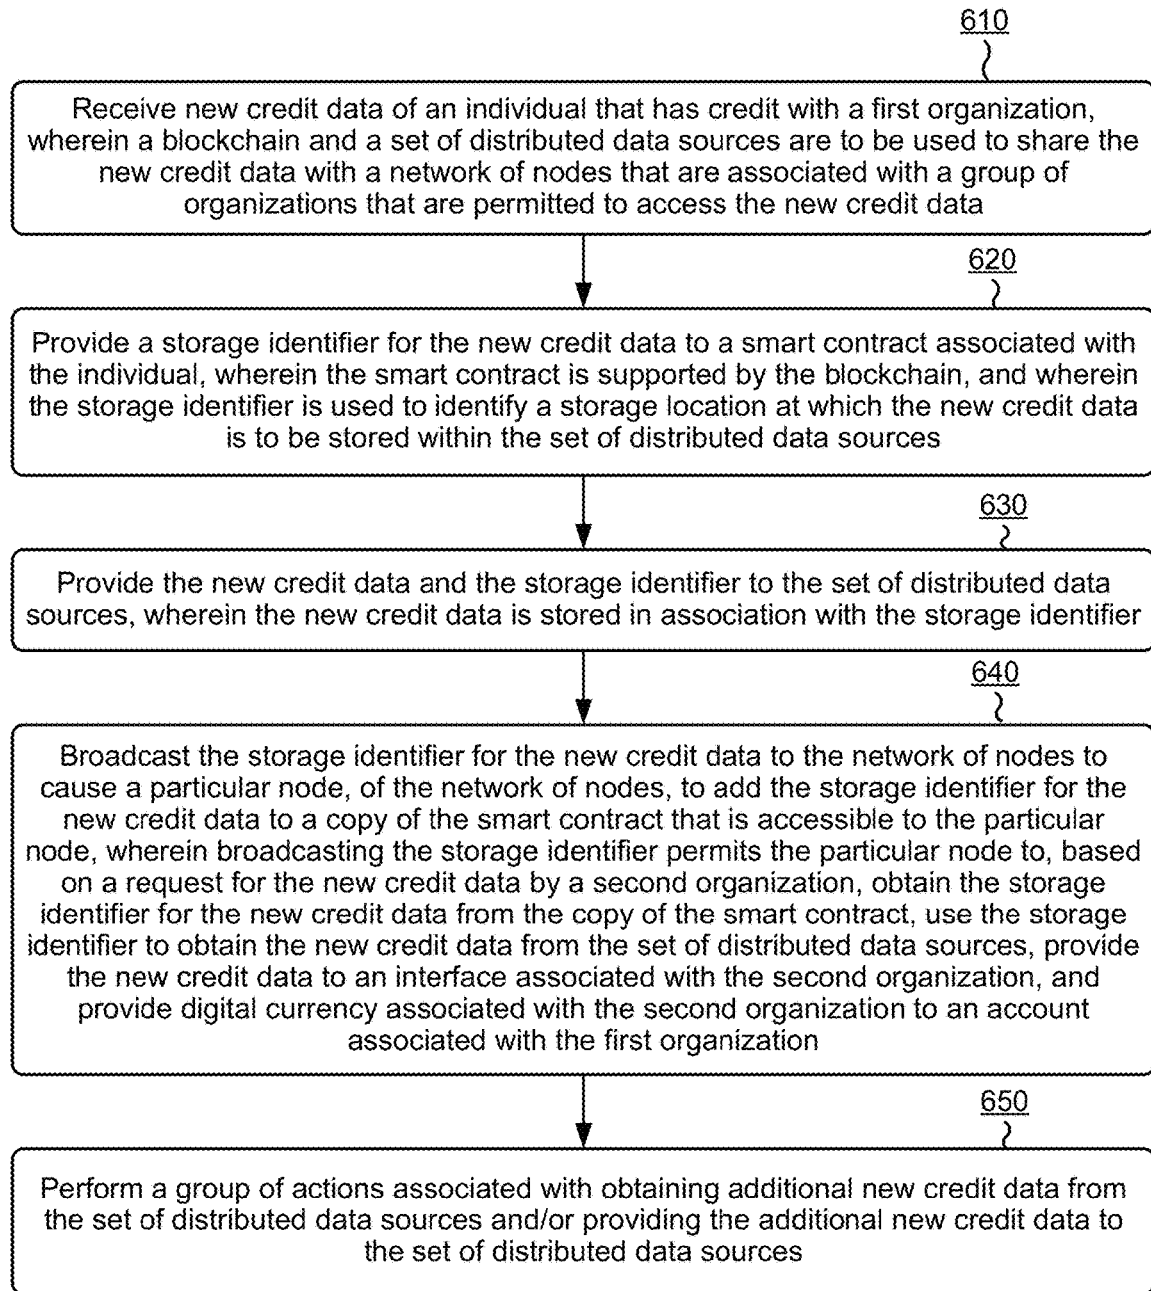 610
Receive new credit data of an individual that has credit with a first organization,
wherein a blockchain and a set of distributed data sources are to be used to share the
new credit data with a network of nodes that are associated with a group of
organizations that are permitted to access the new credit data
620
Provide a storage identifier for the new credit data to a smart contract associated with
the individual, wherein the smart contract is supported by the blockchain, and wherein
the storage identifier is used to identify a storage location at which the new credit data
is to be stored within the set of distributed data sources
630
Provide the new credit data and the storage identifier to the set of distributed data
sources, wherein the new credit data is stored in association with the storage identifier
640
Broadcast the storage identifier for the new credit data to the network of nodes to
cause a particular node, of the network of nodes, to add the storage identifier for the
new credit data to a copy of the smart contract that is accessible to the particular
node, wherein broadcasting the storage identifier permits the particular node to, based
on a request for the new credit data by a second organization, obtain the storage
identifier for the new credit data from the copy of the smart contract, use the storage
identifier to obtain the new credit data from the set of distributed data sources, provide
the new credit data to an interface associated with the second organization, and
provide digital currency associated with the second organization to an account
associated with the first organization
650
Perform a group of actions associated with obtaining additional new credit data from
the set of distributed data sources and/or providing the additional new credit data to
the set of distributed data sources